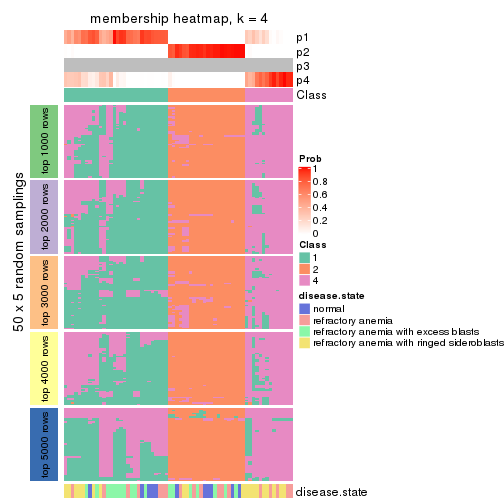 membership heatmap, k = 4
p1
p2
p3
p4
Class
50 x 5 random samplings
top 1000 rows
top 2000 rows
top 3000 rows
top 4000 rows
top 5000 rows
disease.state
Prob
1
0.8
0.6
0.4
0.2
0
Class
1
2
4
disease.state
normal
refractory anemia
refractory anemia with excess blasts
refractory anemia with ringed sideroblasts